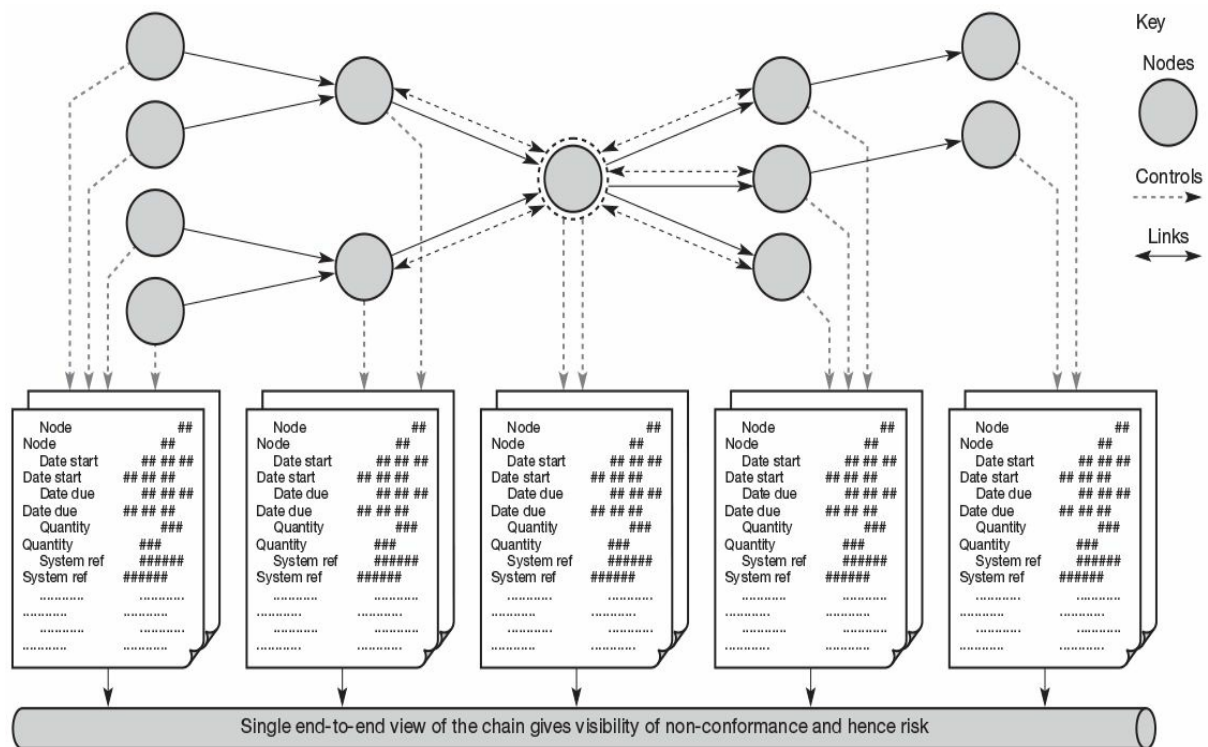 Key
Nodes
Controls
Links
Node ##
Node ##
Date start ## ## ##
Date start ## ## ##
Date due ## ## ##
Date due ## ## ##
Quantity ###
Quantity ###
System ref ######
System ref ######
............ ............
............ ............
............ ............
............ ............
Node ##
Node ##
Date start ## ## ##
Date start ## ## ##
Date due ## ## ##
Date due ## ## ##
Quantity ###
Quantity ###
System ref ######
System ref ######
............ ............
............ ............
............ ............
............ ............
Node ##
Node ##
Date start ## ## ##
Date start ## ## ##
Date due ## ## ##
Date due ## ## ##
Quantity ###
Quantity ###
System ref ######
System ref ######
............ ............
............ ............
............ ............
............ ............
Node ##
Node ##
Date start ## ## ##
Date start ## ## ##
Date due ## ## ##
Date due ## ## ##
Quantity ###
Quantity ###
System ref ######
System ref ######
............ ............
............ ............
............ ............
............ ............
Node ##
Node ##
Date start ## ## ##
Date start ## ## ##
Date due ## ## ##
Date due ## ## ##
Quantity ###
Quantity ###
System ref ######
System ref ######
............ ............
............ ............
............ ............
............ ............
Single end-to-end view of the chain gives visibility of non-conformance and hence risk